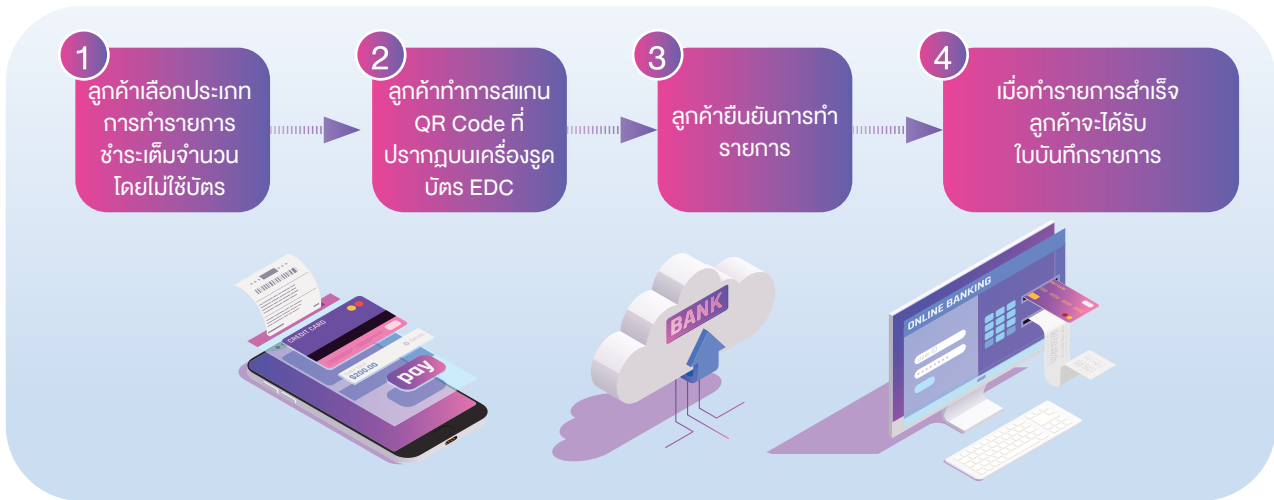 1
ลูกค้าเลือกประเภท
การทำรายการ
ชำระเต็มจำนวน
โดยไม่ใช้บัตร
2
ลูกค้าทำการสแกน
QR Code ที่
ปรากฏบนเครื่องรูด
บัตร EDC
3
ลูกค้ายืนยันการทำ
รายการ
4
เมื่อทำรายการสำเร็จ
ลูกค้าจะได้รับ
ใบบันทึกรายการ
CREDIT CARD
$200.00
pay
BANK
ONLINE BANKING
USER ID